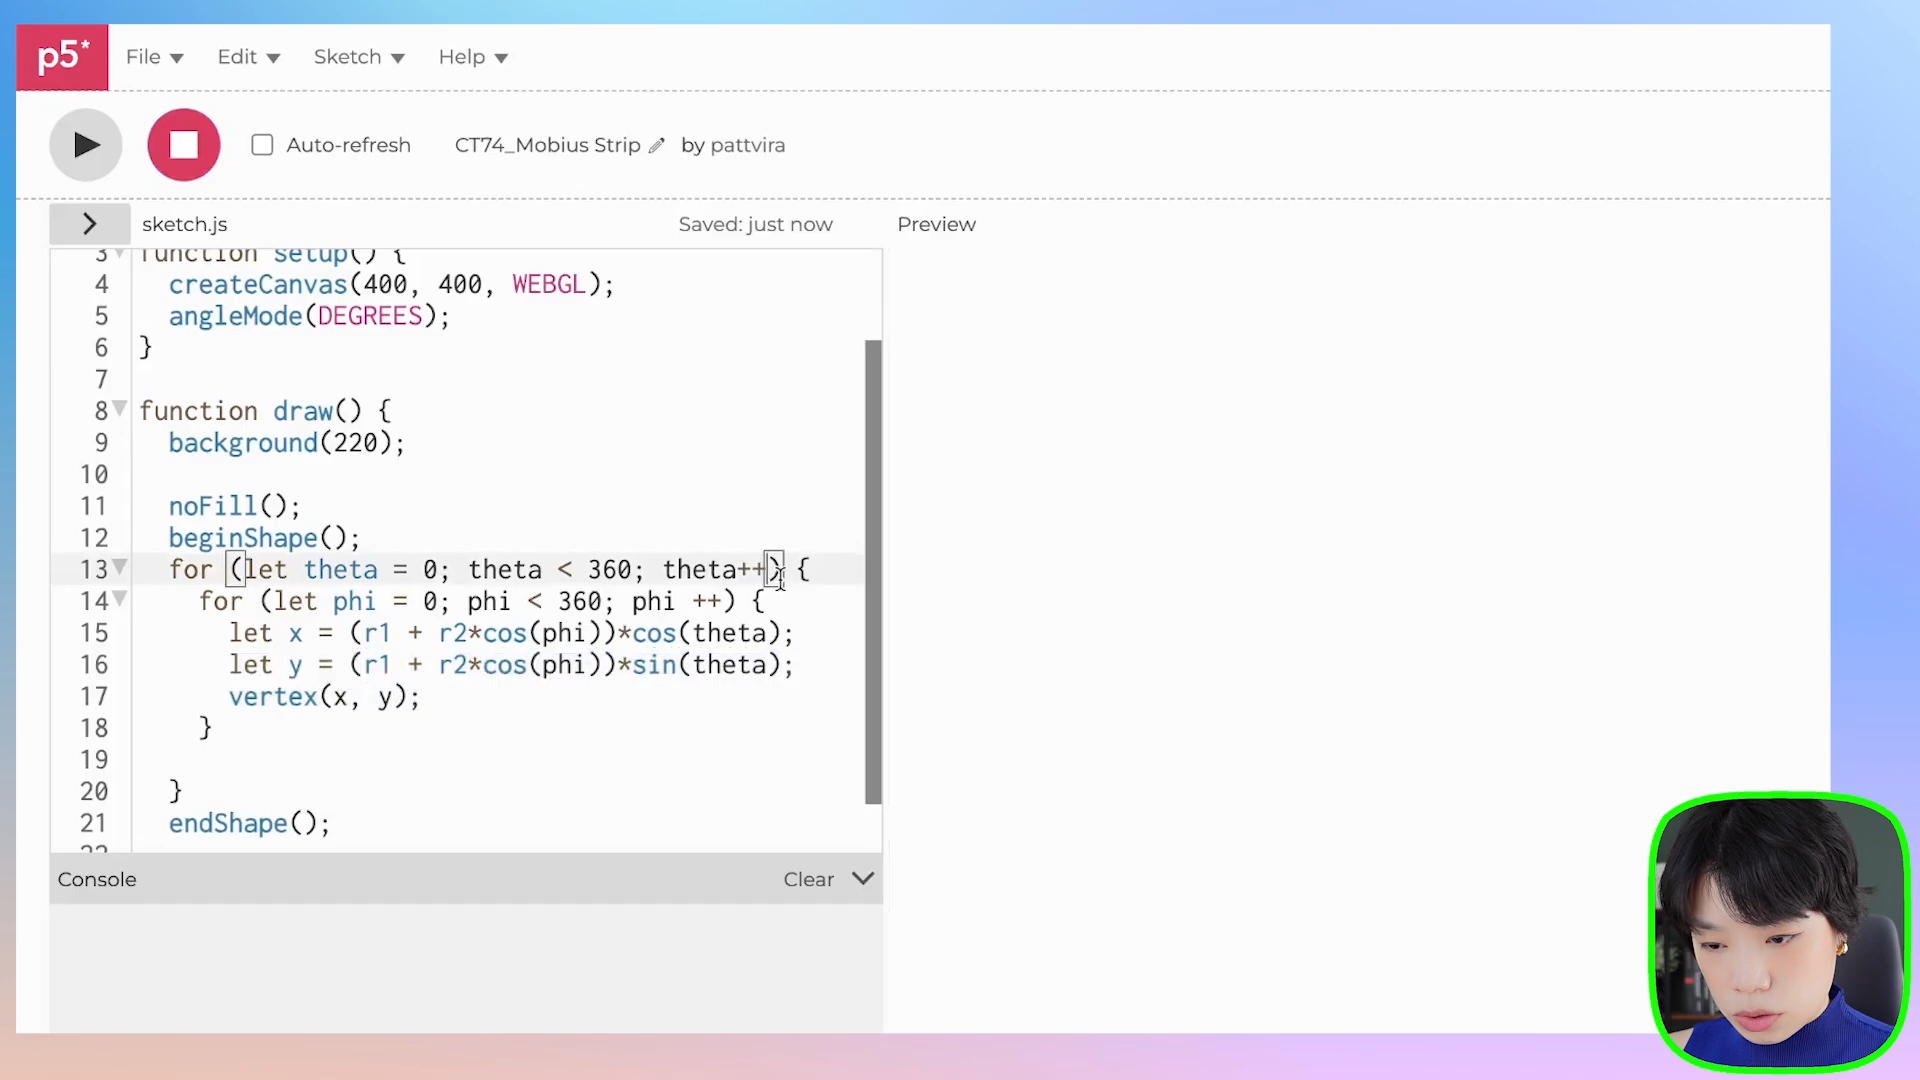 p5*
File Edit Sketch Help
Auto-refresh CT74_Mobius Strip by pattvira
sketch.js Saved: just now Preview
3 function setup() {
4 createCanvas(400, 400, WEBGL);
5 angleMode(DEGREES);
6 }
7
8 function draw() {
9 background(220);
10
11 noFill();
12 beginShape();
13 for (let theta = 0; theta < 360; theta++) {
14 for (let phi = 0; phi < 360; phi ++) {
15 let x = (r1 + r2*cos(phi))*cos(theta);
16 let y = (r1 + r2*cos(phi))*sin(theta);
17 vertex(x, y);
18 }
19
20 }
21 endShape();
22
Console Clear